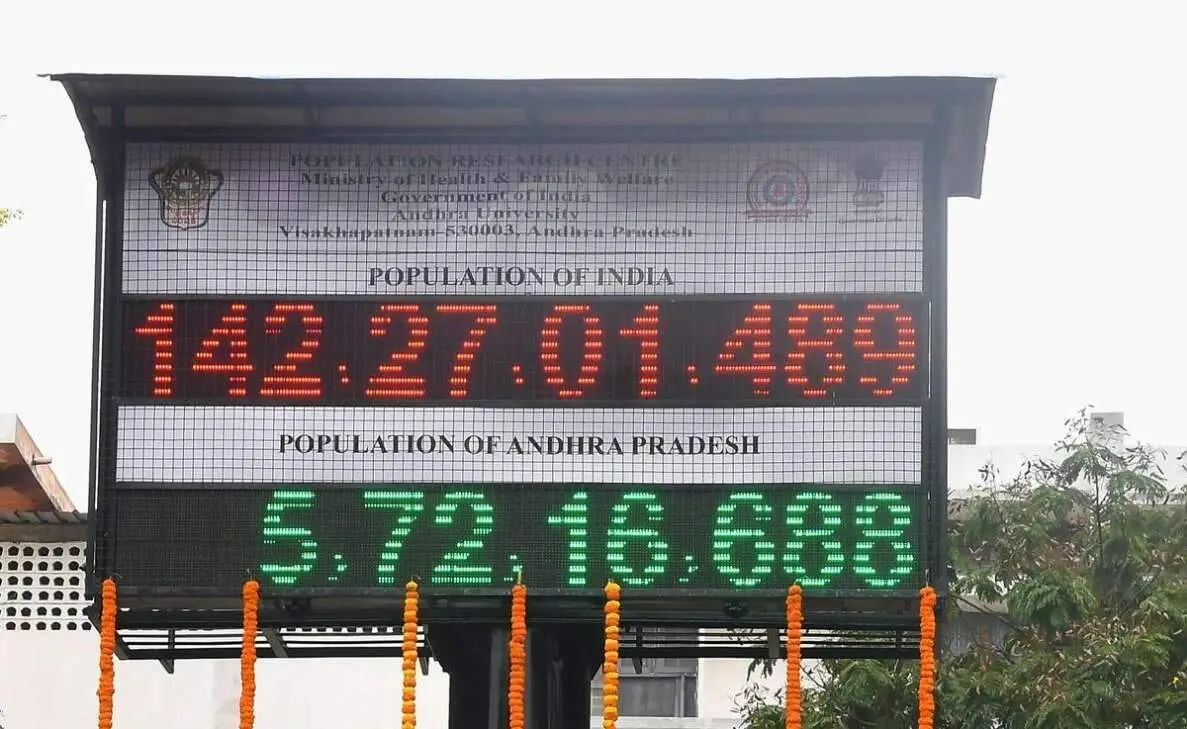 POPULATION RESEARCH CENTRE
Ministry of Health & Family Welfare
Government of India
Andhra University
Visakhapatnam-530003, Andhra Pradesh
POPULATION OF INDIA
142,27,01,489
POPULATION OF ANDHRA PRADESH
5,72,16,688